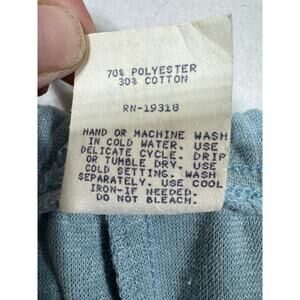 70% POLYESTER
30% COTTON
RN-19318
HAND OR MACHINE WASH
IN COLD WATER. USE
DELICATE CYCLE. DRIP
OR TUMBLE DRY. USE
COLD SETTING. WASH
SEPARATELY. USE COOL
IRON-IF NEEDED.
DO NOT BLEACH.